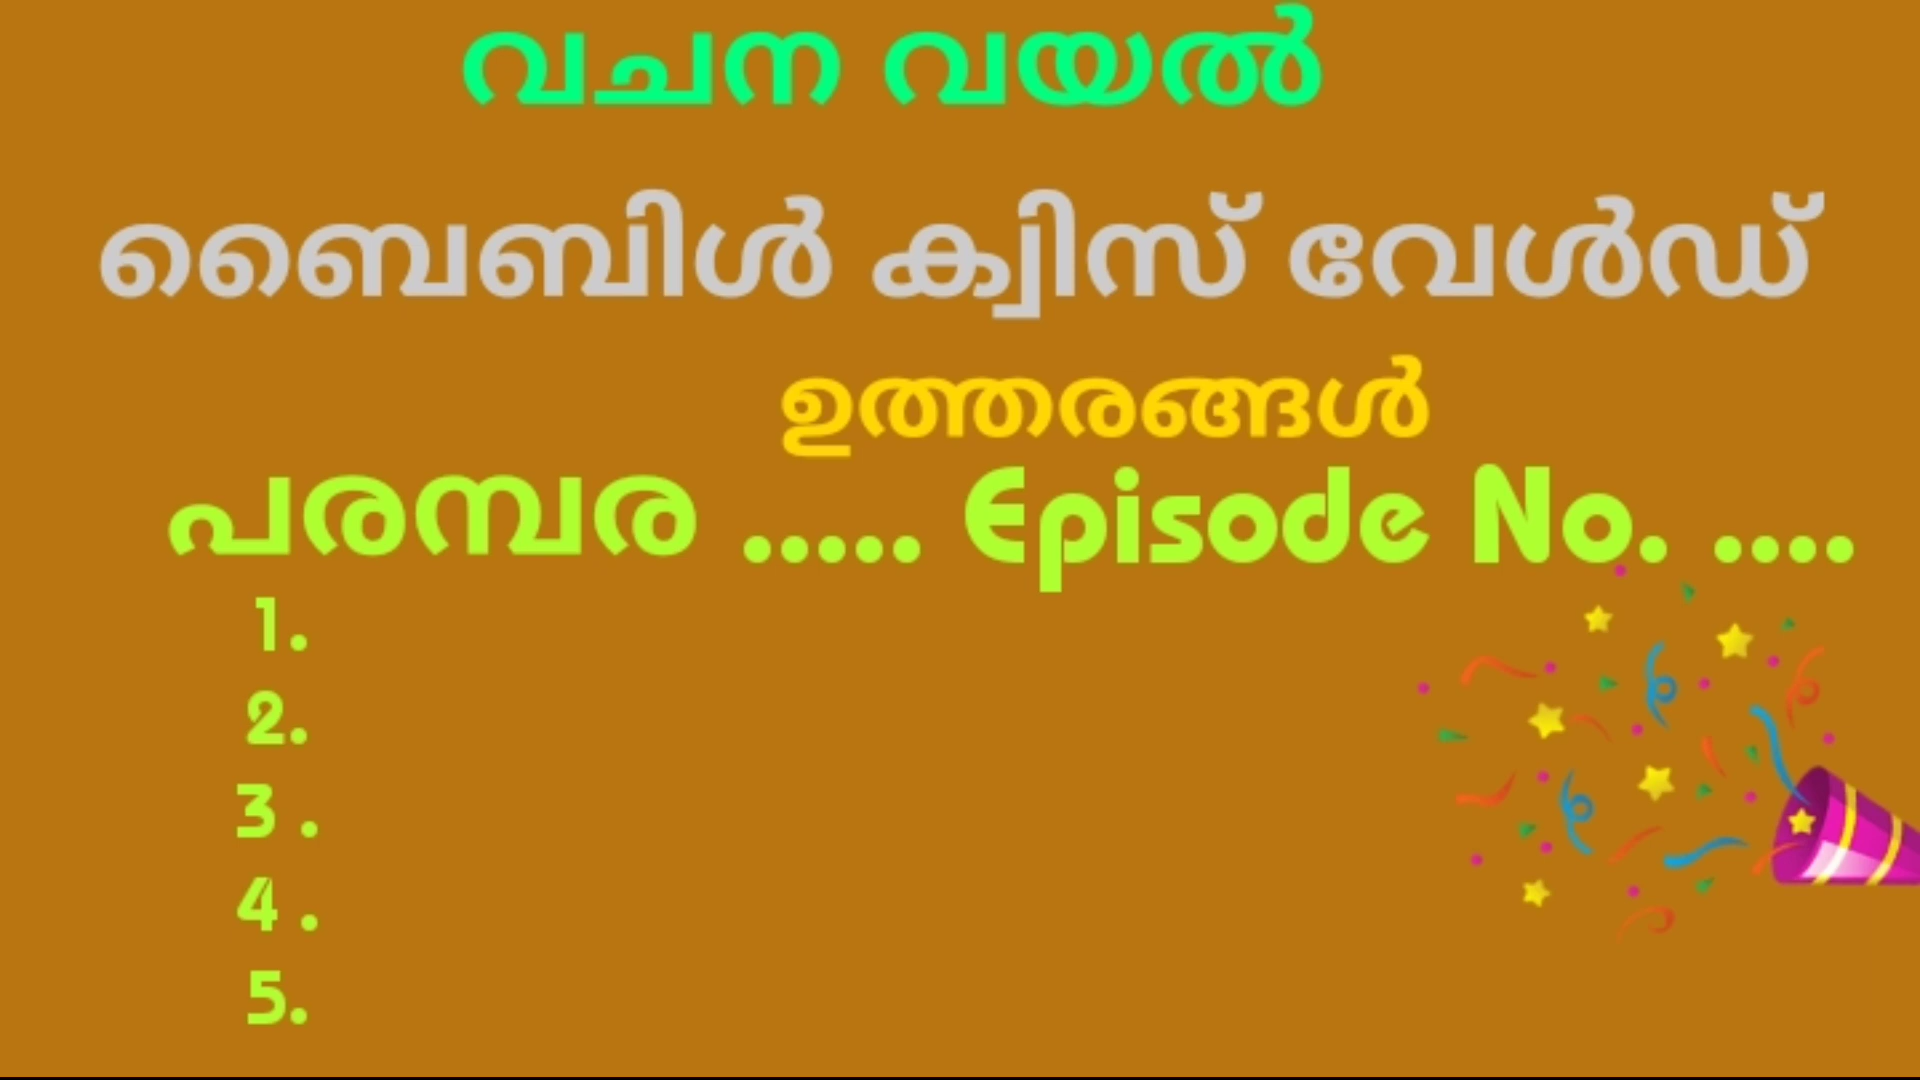 വചന വയൽ
ബൈബിൾ ക്വിസ് വേൾഡ്
ഉത്തരങ്ങൾ
പരമ്പര ..... Episode No. ....
1.
2.
3 .
4 .
5.